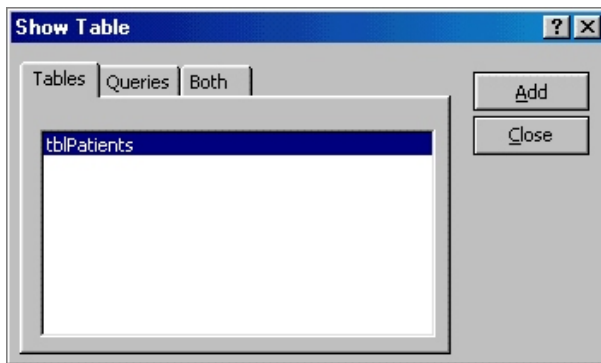 Show Table
Tables Queries Both
Add
Close
tblPatients